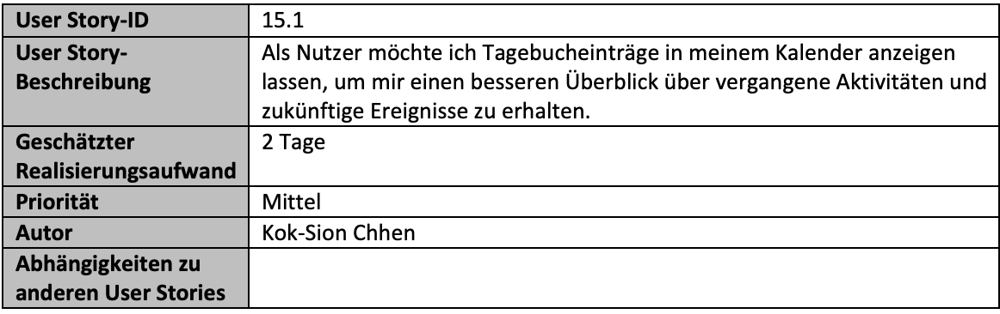 User Story-ID 15.1
User Story- Als Nutzer möchte ich Tagebucheinträge in meinem Kalender anzeigen
Beschreibung lassen, um mir einen besseren Überblick über vergangene Aktivitäten und
zukünftige Ereignisse zu erhalten.
Geschätzter 2 Tage
Realisierungsaufwand
Priorität Mittel
Autor Kok-Sion Chhen
Abhängigkeiten zu
anderen User Stories